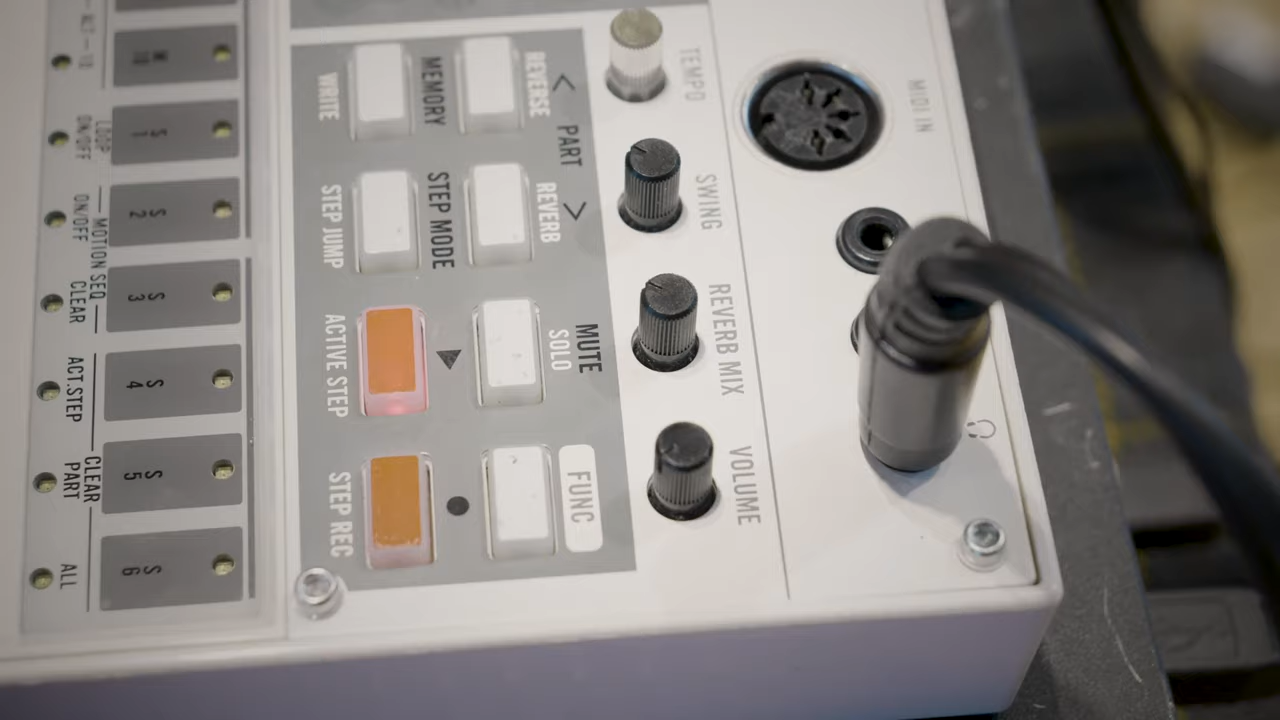 MIDI IN
TEMPO
SWING
REVERB MIX
VOLUME
< PART >
REVERSE
REVERB
MUTE
SOLO
FUNC
MEMORY
WRITE
STEP MODE
STEP JUMP
ACTIVE STEP
STEP REC
S
1
S
2
S
3
S
4
S
5
S
6
LOOP
ON/OFF
MOTION SEQ
ON/OFF
CLEAR
ACT.STEP
CLEAR
PART
ALL